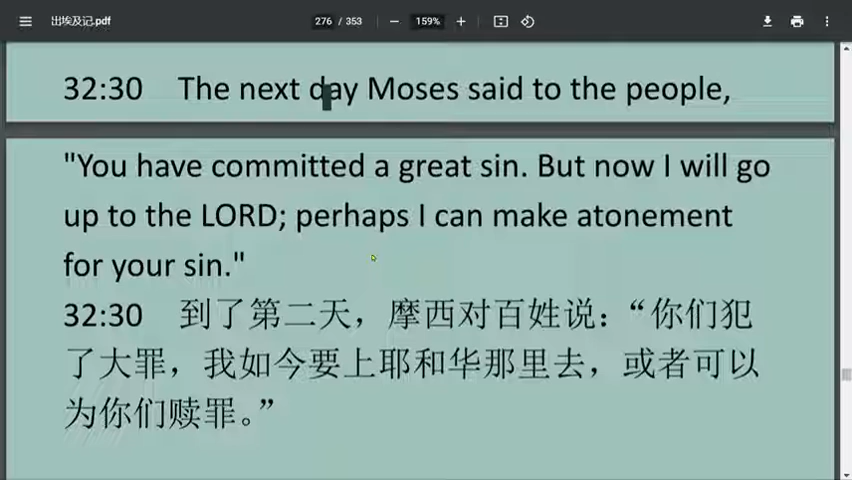 出埃及记.pdf
276 / 353
159%
32:30 The next day Moses said to the people,
"You have committed a great sin. But now I will go
up to the LORD; perhaps I can make atonement
for your sin."
32:30 到了第二天，摩西对百姓说：“你们犯
了大罪，我如今要上耶和华那里去，或者可以
为你们赎罪。”